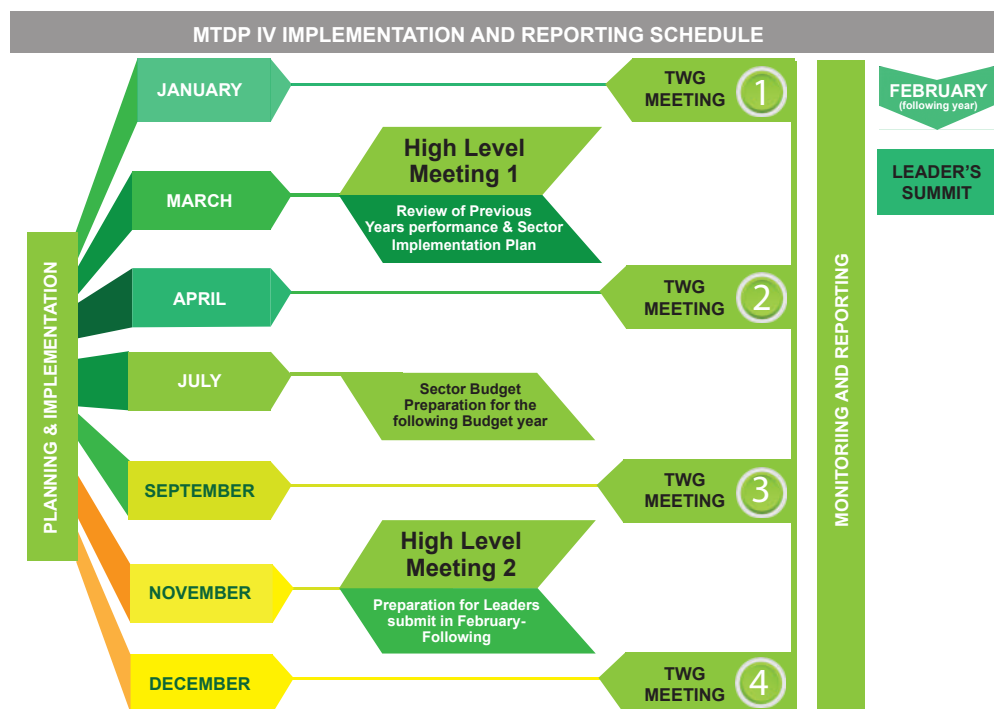 MTDP IV IMPLEMENTATION AND REPORTING SCHEDULE
PLANNING & IMPLEMENTATION
JANUARY
TWG
MEETING
1
High Level
Meeting 1
MARCH
Review of Previous
Years performance & Sector
Implementation Plan
APRIL
TWG
MEETING
2
JULY
Sector Budget
Preparation for the
following Budget year
SEPTEMBER
TWG
MEETING
3
High Level
Meeting 2
NOVEMBER
Preparation for Leaders
submit in February-
Following
DECEMBER
TWG
MEETING
4
MONITORIING AND REPORTING
FEBRUARY
(following year)
LEADER'S
SUMMIT